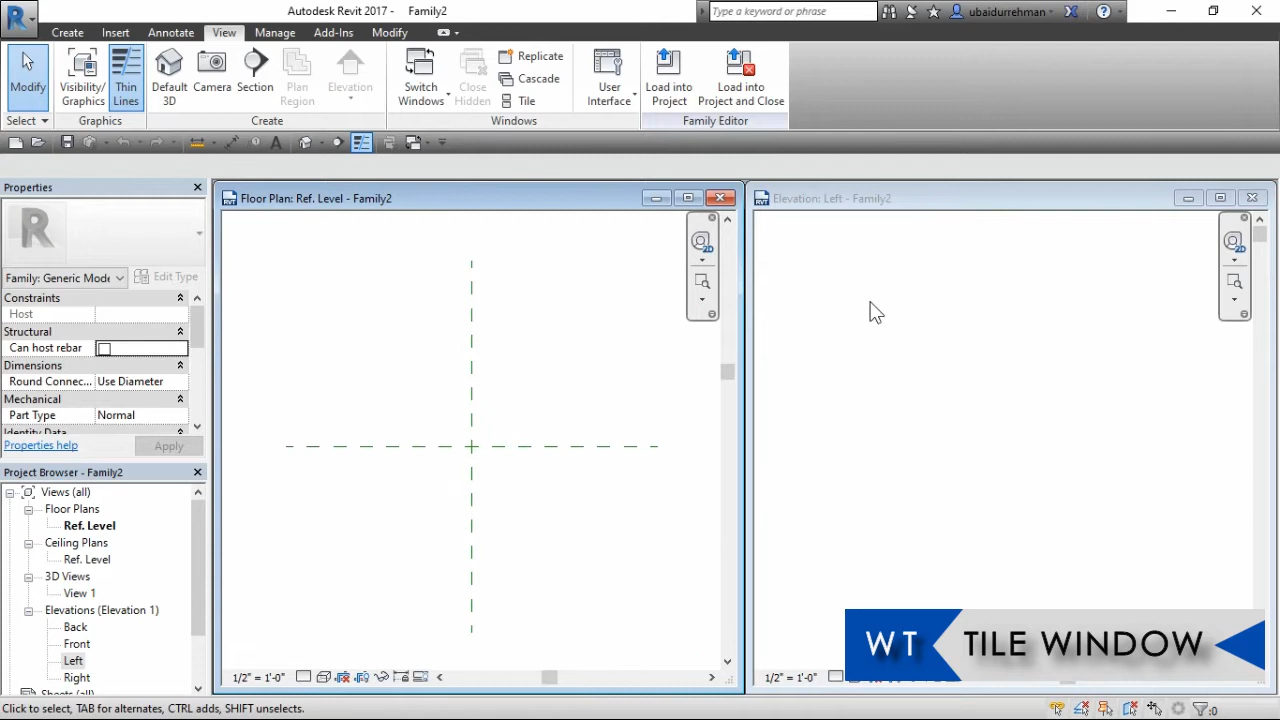 Autodesk Revit 2017 - Family2
Type a keyword or phrase
ubaidurrehman
Create Insert Annotate View Manage Add-Ins Modify
Modify
Visibility/
Graphics
Thin
Lines
Default
3D
Camera
Section
Plan
Region
Elevation
Switch
Windows
Close
Hidden
Replicate
Cascade
Tile
User
Interface
Load into
Project
Load into
Project and Close
Select Graphics Create Windows Family Editor
Properties
Family: Generic Mode
Edit Type
Constraints
Host
Structural
Can host rebar
Dimensions
Round Connec... Use Diameter
Mechanical
Part Type Normal
Identity Data
Properties help
Apply
Project Browser - Family2
Views (all)
Floor Plans
Ref. Level
Ceiling Plans
Ref. Level
3D Views
View 1
Elevations (Elevation 1)
Back
Front
Left
Right
Sheets (all)
Floor Plan: Ref. Level - Family2
2D
1/2" = 1'-0"
Elevation: Left - Family2
2D
1/2" = 1'-0"
WT TILE WINDOW
Click to select, TAB for alternates, CTRL adds, SHIFT unselects.
:0